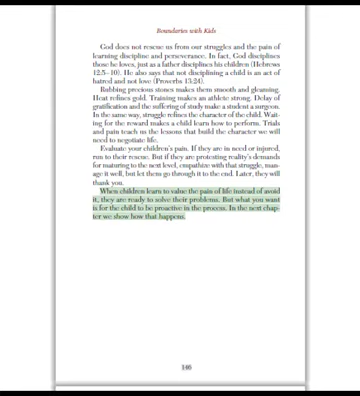 Boundaries with Kids
God does not rescue us from our struggles and the pain of
learning discipline and perseverance. In fact, God disciplines
those he loves, just as a father disciplines his children (Hebrews
12:5–10). He also says that not disciplining a child is an act of
hatred and not love (Proverbs 13:24).
Rubbing precious stones makes them smooth and gleaming.
Heat refines gold. Training makes an athlete strong. Delay of
gratification and the suffering of study make a student a surgeon.
In the same way, struggle refines the character of the child. Wait-
ing for the reward makes a child learn how to perform. Trials
and pain teach us the lessons that build the character we will
need to negotiate life.
Evaluate your children's pain. If they are in need or injured,
run to their rescue. But if they are protesting reality's demands
for maturing to the next level, empathize with that struggle, man-
age it well, but let them go through it to the end. Later, they will
thank you.
When children learn to value the pain of life instead of avoid
it, they are ready to solve their problems. But what you want
is for the child to be proactive in the process. In the next chap-
ter we show how that happens.
146